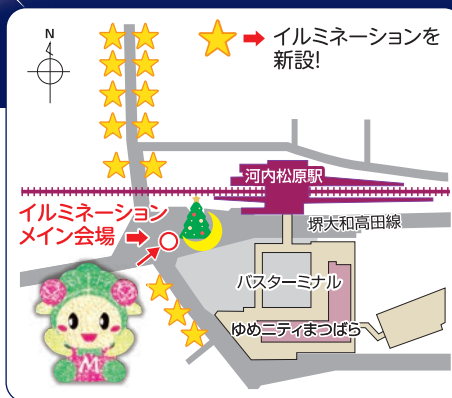 N
イルミネーションを
新設!
河内松原駅
イルミネーション
メイン会場
堺大和高田線
バスターミナル
ゆめニティまつばら
M